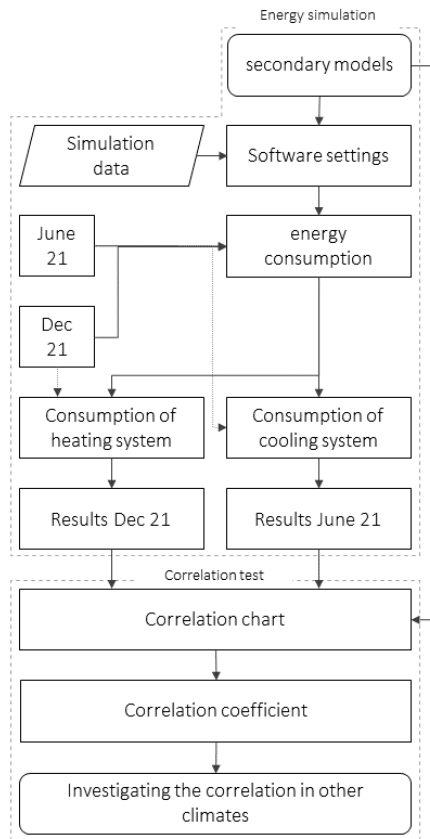 Energy simulation
secondary models
Simulation
data
Software settings
June
21
energy
consumption
Dec
21
Consumption of
heating system
Consumption of
cooling system
Results Dec 21
Results June 21
Correlation test
Correlation chart
Correlation coefficient
Investigating the correlation in other
climates